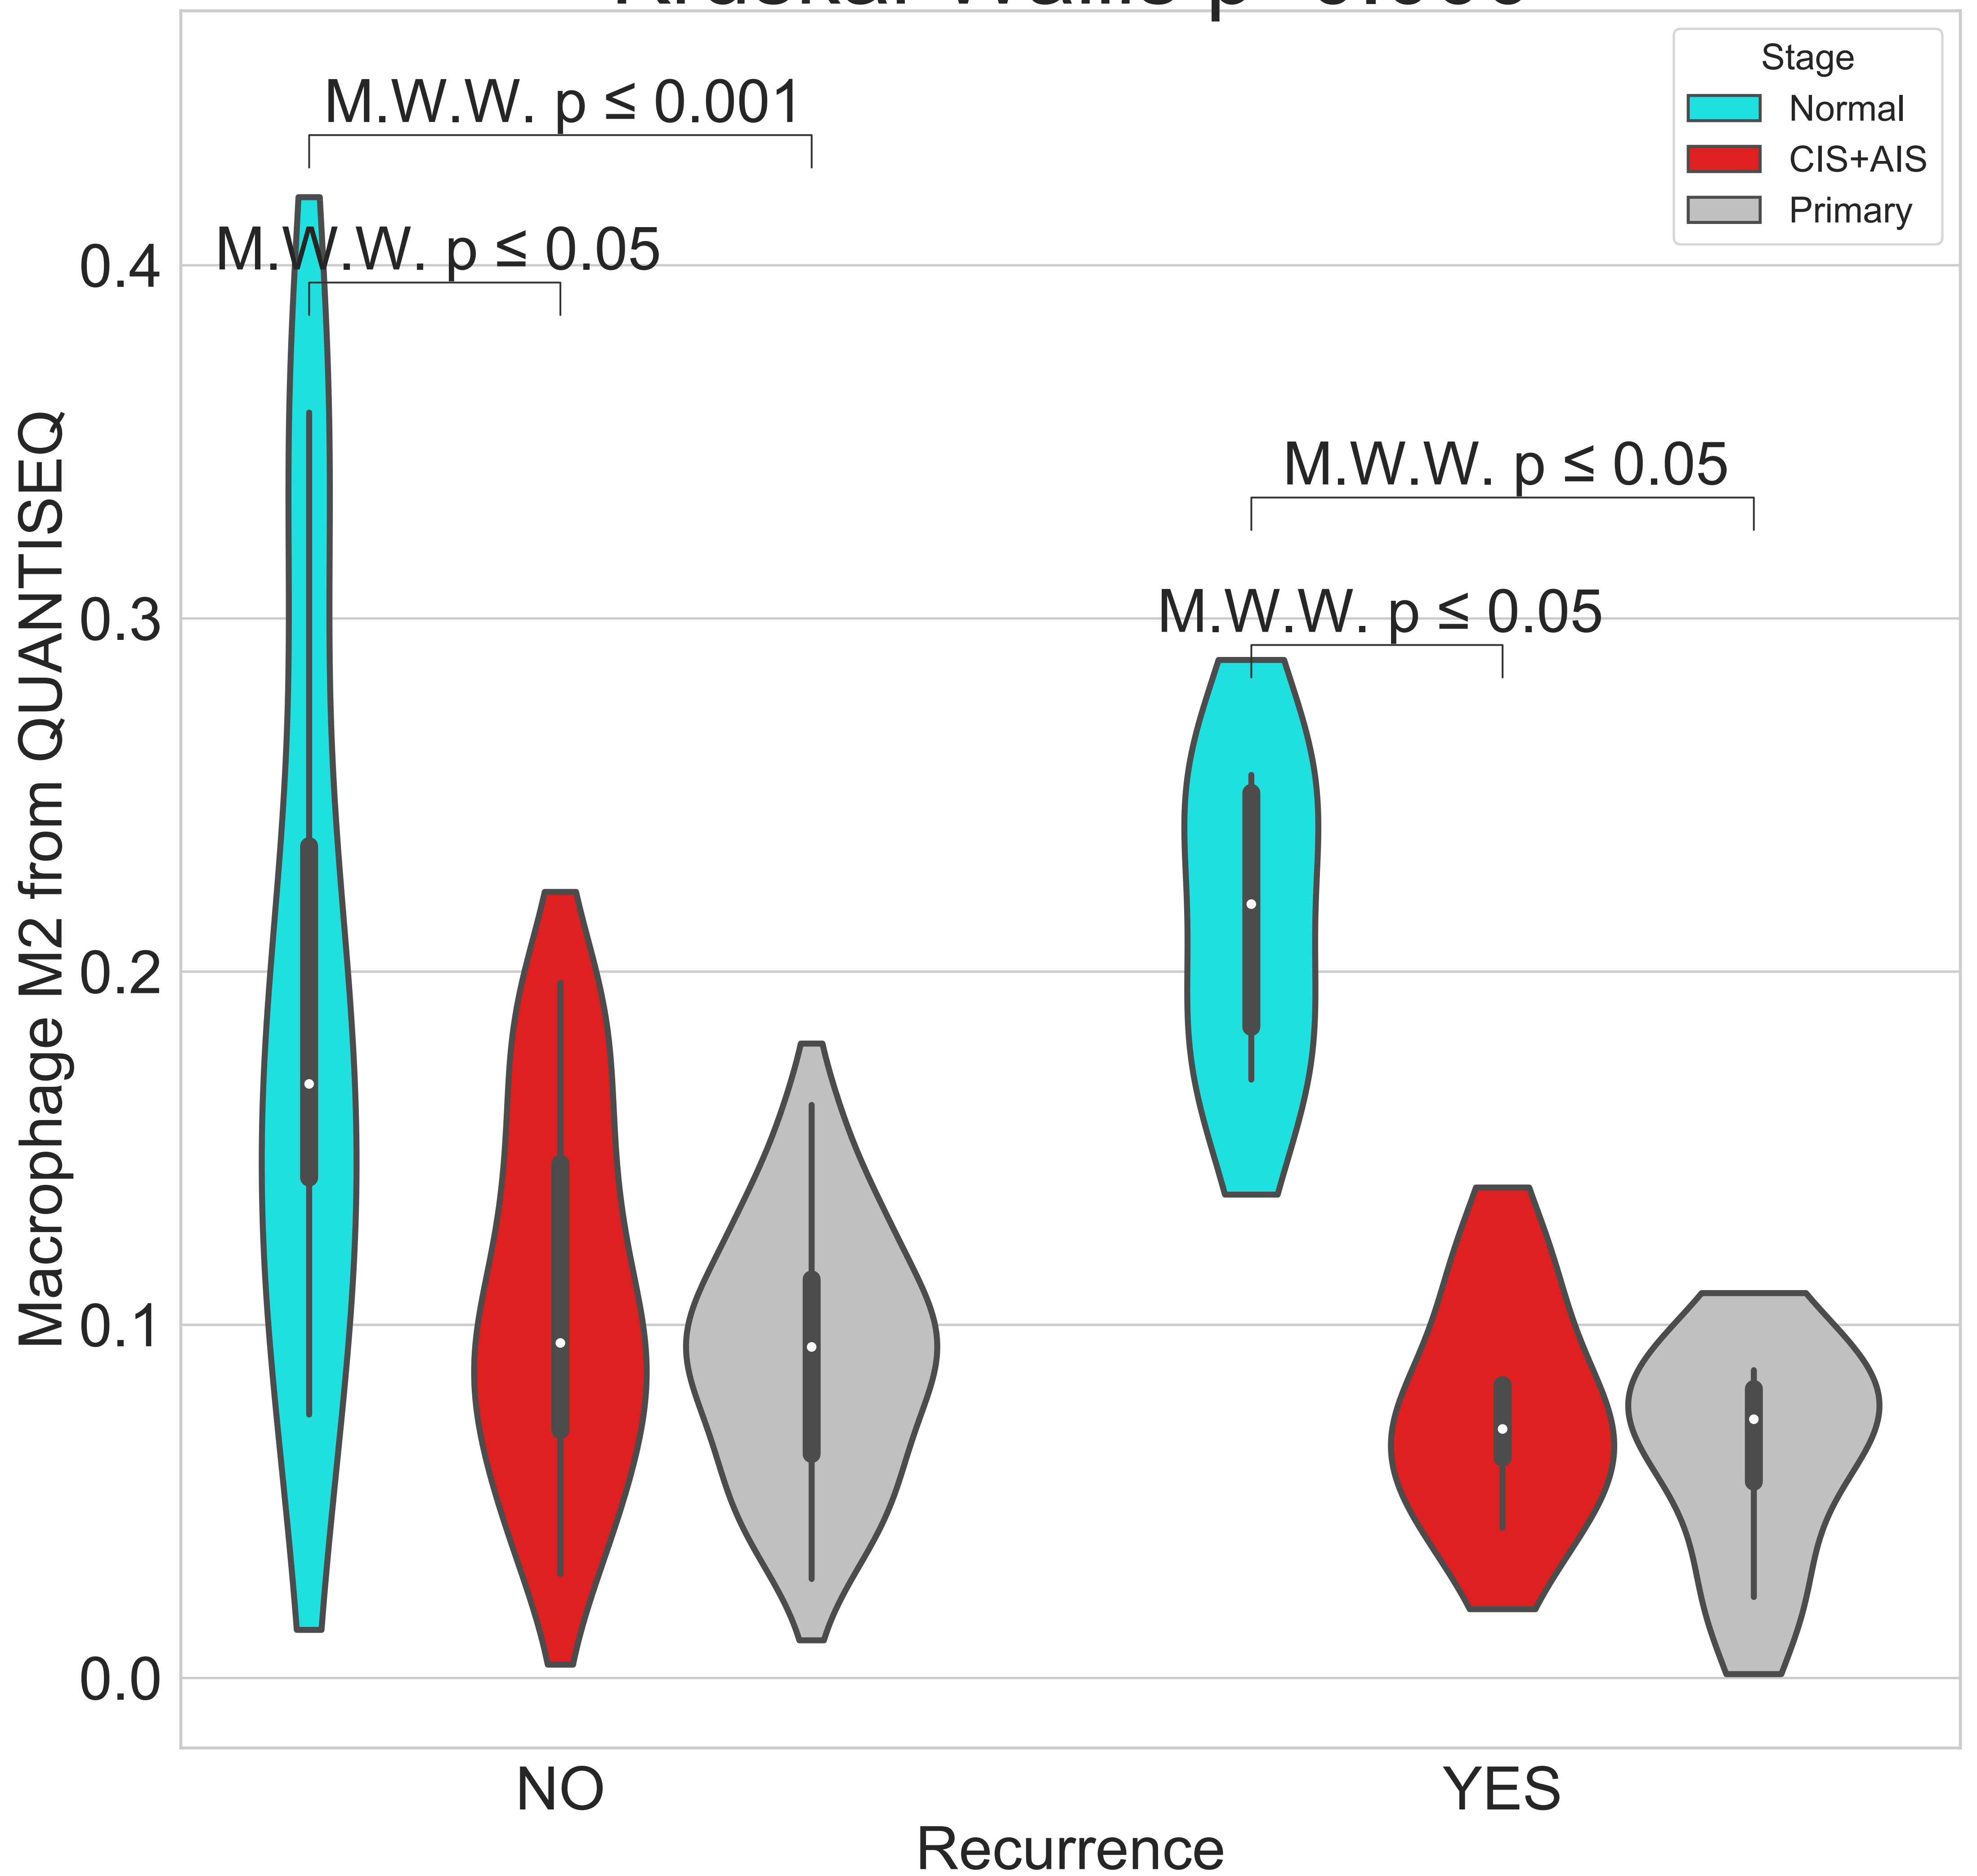 Stage
Normal
CIS+AIS
Primary
M.W.W. p ≤ 0.001
M.W.W. p ≤ 0.05
M.W.W. p ≤ 0.05
M.W.W. p ≤ 0.05
Macrophage M2 from QUANTISEQ
0.4
0.3
0.2
0.1
0.0
NO
YES
Recurrence